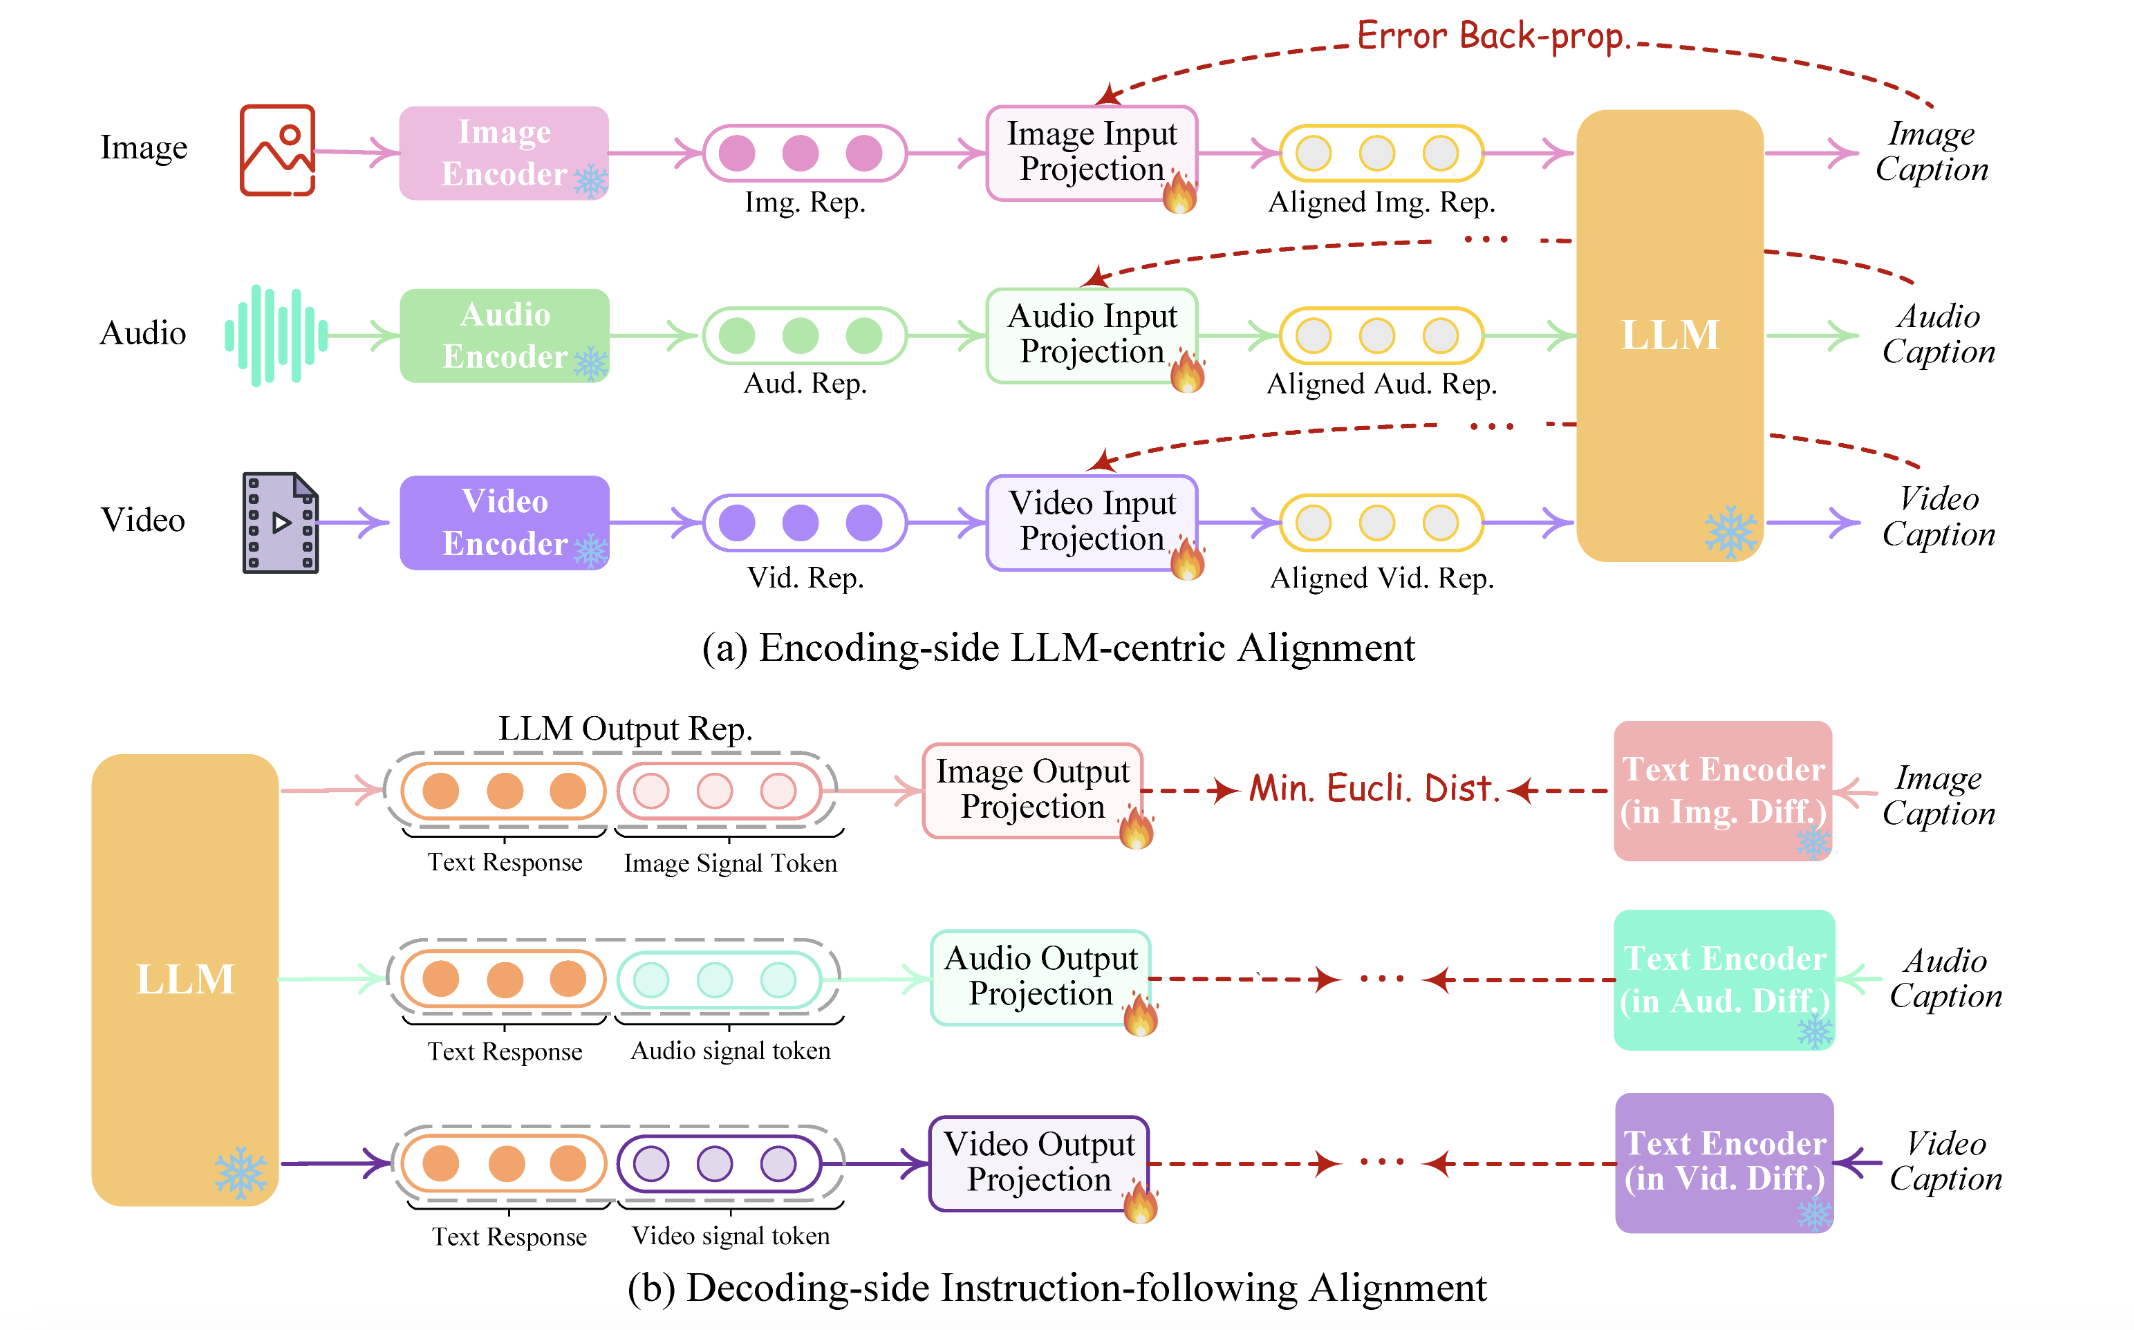 Error Back-prop.
Image
Image
Encoder
Img. Rep.
Image Input
Projection
Aligned Img. Rep.
Image
Caption
...
Audio
Audio
Encoder
Aud. Rep.
Audio Input
Projection
Aligned Aud. Rep.
LLM
Audio
Caption
...
Video
Video
Encoder
Vid. Rep.
Video Input
Projection
Aligned Vid. Rep.
Video
Caption
(a) Encoding-side LLM-centric Alignment
LLM Output Rep.
Text Response
Image Signal Token
Image Output
Projection
Min. Eucli. Dist.
Text Encoder
(in Img. Diff.)
Image
Caption
LLM
Text Response
Audio signal token
Audio Output
Projection
...
Text Encoder
(in Aud. Diff.)
Audio
Caption
Text Response
Video signal token
Video Output
Projection
...
Text Encoder
(in Vid. Diff.)
Video
Caption
(b) Decoding-side Instruction-following Alignment